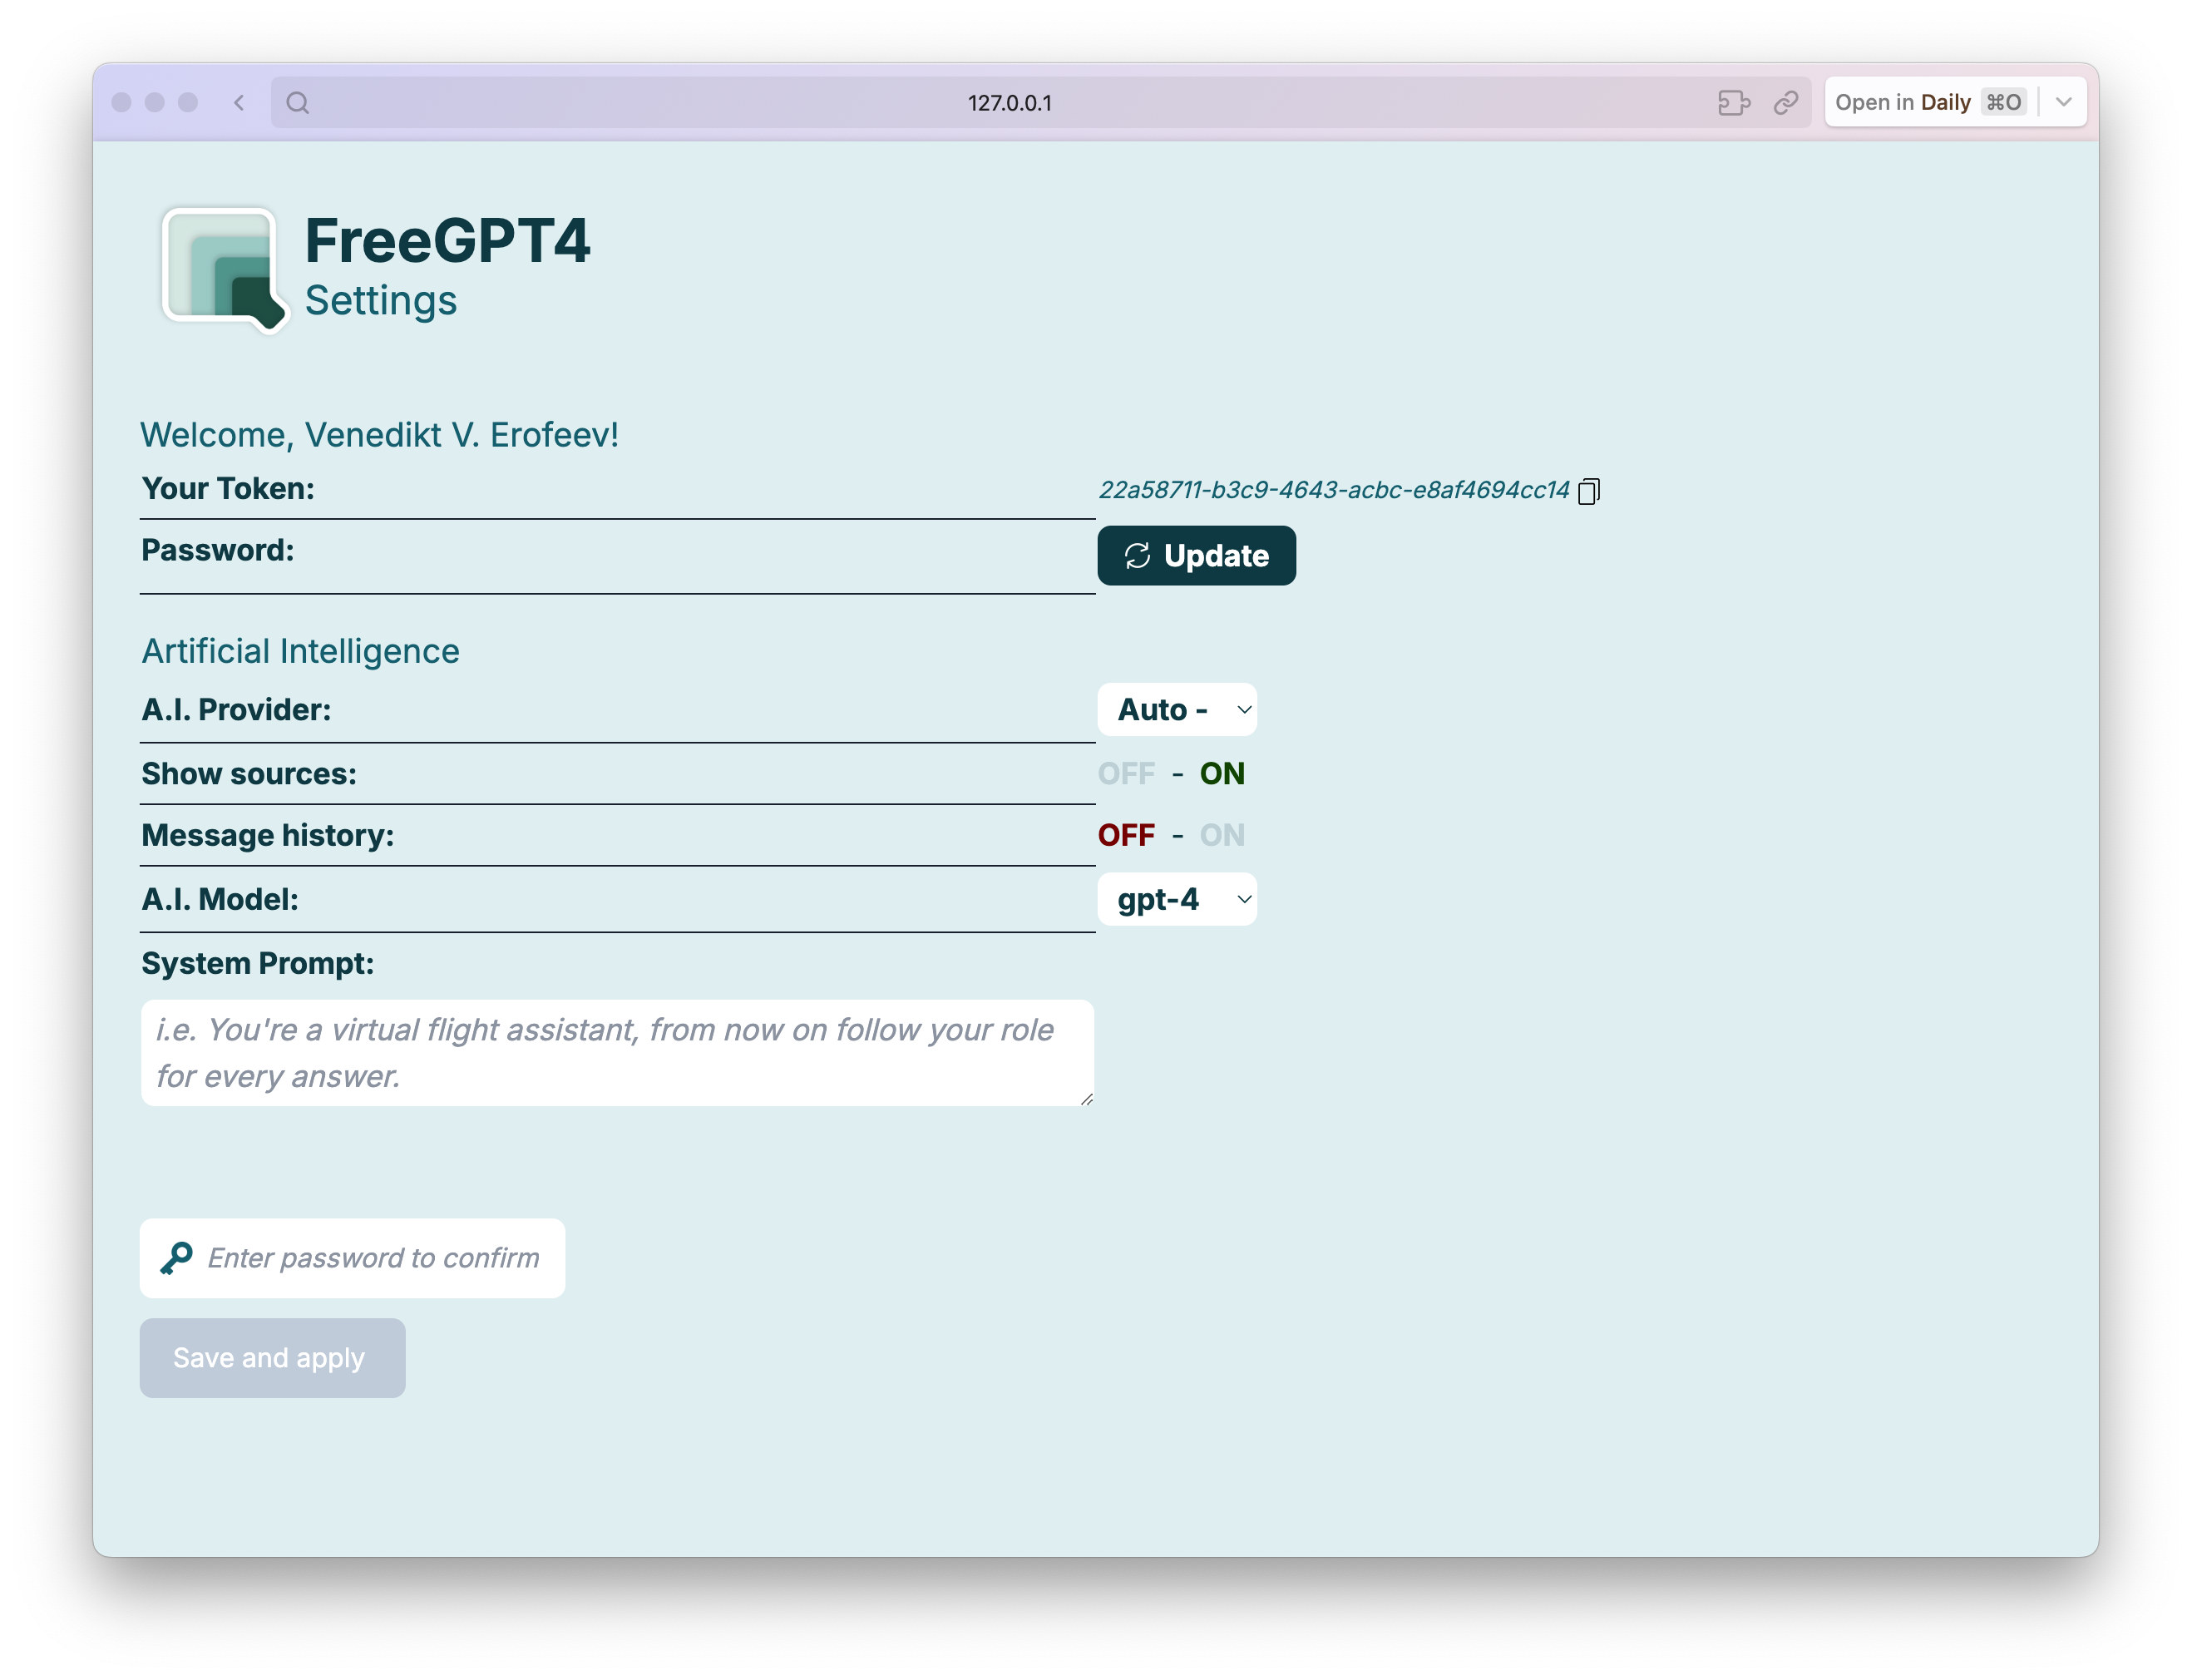 127.0.0.1
Open in Daily ⌘O
FreeGPT4
Settings
Welcome, Venedikt V. Erofeev!
Your Token: 22a58711-b3c9-4643-acbc-e8af4694cc14
Password: Update
Artificial Intelligence
A.I. Provider: Auto -
Show sources: OFF - ON
Message history: OFF - ON
A.I. Model: gpt-4
System Prompt:
i.e. You're a virtual flight assistant, from now on follow your role
for every answer.
Enter password to confirm
Save and apply